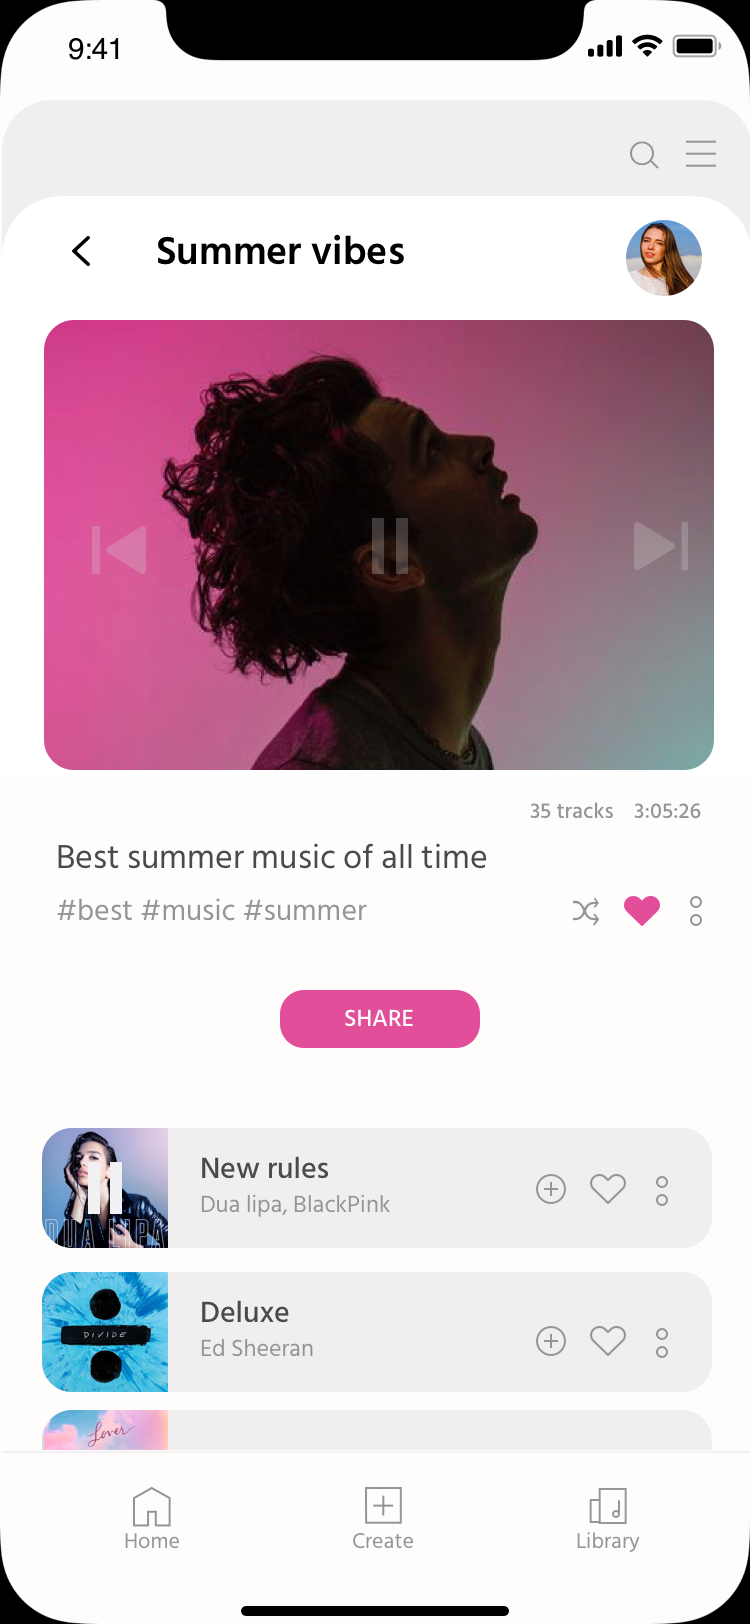 9:41
Summer vibes
35 tracks 3:05:26
Best summer music of all time
#best #music #summer
SHARE
New rules
Dua lipa, BlackPink
DUA LIPA
Deluxe
Ed Sheeran
DIVIDE
Lover
Home
Create
Library